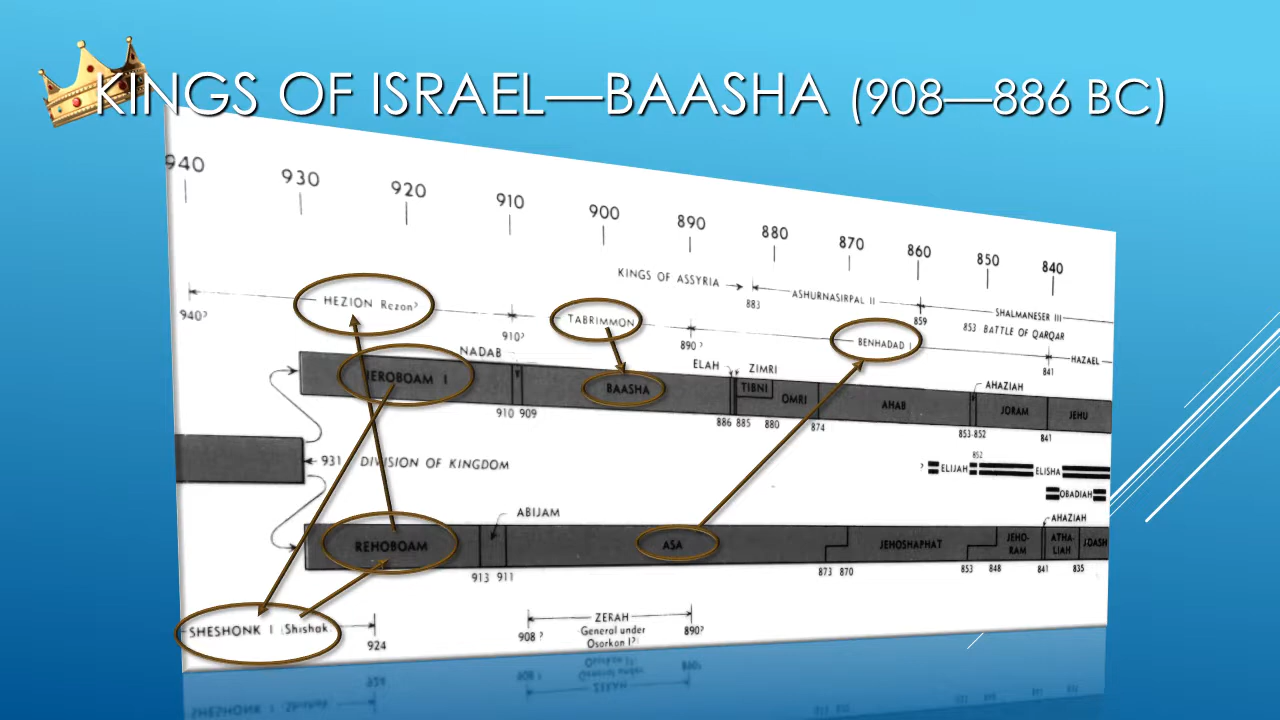 KINGS OF ISRAEL—BAASHA (908—886 BC)
940 930 920 910 900 890 880 870 860 850 840
KINGS OF ASSYRIA
883
ASHURNASIRPAL II
859
SHALMANESER III
853 BATTLE OF QARQAR
940?
HEZION Rezon?
910?
TABRIMMON
890?
BENHADAD I
841
HAZAEL
NADAB
ELAH
ZIMRI
AHAZIAH
JEROBOAM I
BAASHA
TIBNI
OMRI
AHAB
JORAM
JEHU
910 909
886 885 880
874
853-852
841
931 DIVISION OF KINGDOM
852
? ELIJAH
ELISHA
OBADIAH
ABIJAM
AHAZIAH
REHOBOAM
ASA
JEHOSHAPHAT
JEHO-
RAM
ATHA-
LIAH
JOASH
913 911
873 870
853 848
841 835
SHESHONK I (Shishak
924
908 ?
ZERAH
General under
Osorkon I?)
890?